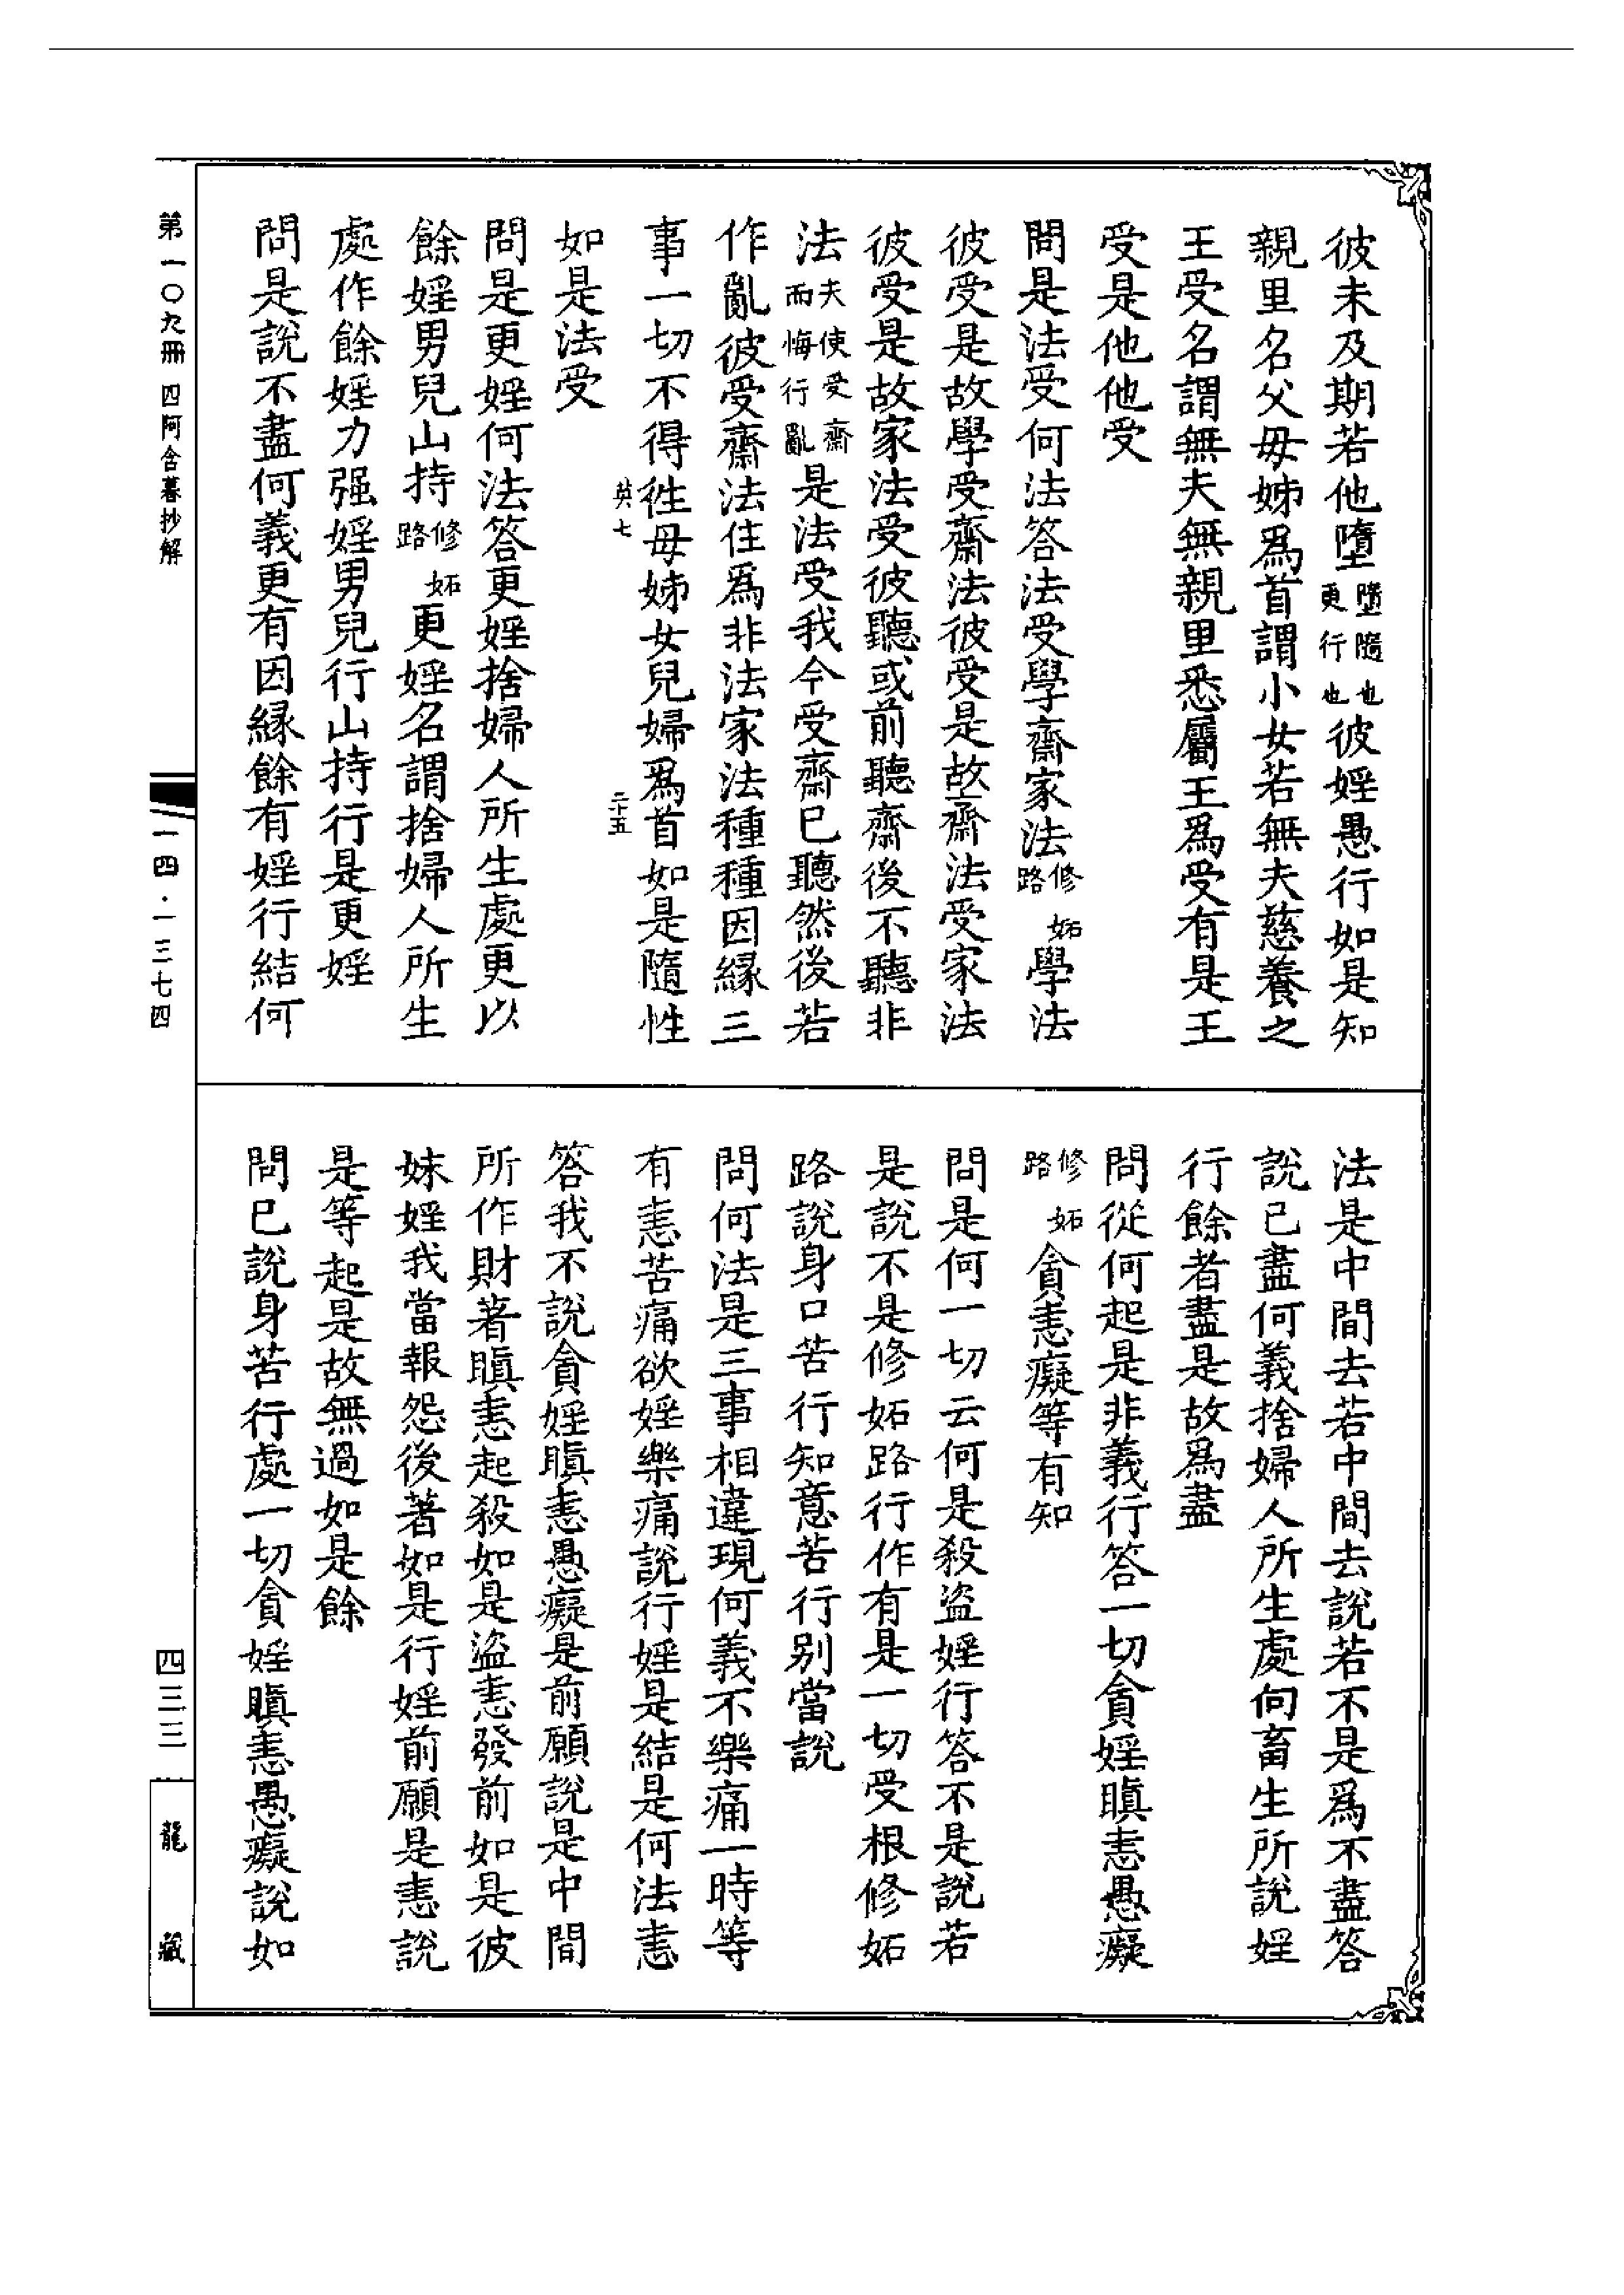 彼未及期若他墮墮隨也更行也彼婬愚行如是知
親里名父母姊爲首謂小女若無夫慈養之
王受名謂無夫無親里悉屬王爲受有是王
受是他他受
問是法受何法答法受學齋家法修妬路學法
彼受是故學受齋法彼受是故齋法受家法
彼受是故家法受彼聽或前聽齋後不聽非
法夫使受齋而悔行亂是法受我今受齋已聽然後若
作亂彼受齋法住爲非法家法種種因緣三
事一切不得徃母姊女兒婦爲首如是隨性
英七 二十五
如是法受
問是更婬何法答更婬捨婦人所生處更以
餘婬男兒山持修妬路更婬名謂捨婦人所生
處作餘婬力强婬男兒行山持行是更婬
問是說不盡何義更有因緣餘有婬行結何
法是中間去若中間去說若不是爲不盡答
說已盡何義捨婦人所生處向畜生所說婬
行餘者盡是故爲盡
問從何起是非義行答一切貪婬瞋恚愚癡
修妬路貪恚癡等有知
問是何一切云何是殺盜婬行答不是說若
是說不是修妬路行作有是一切受根修妬
路說身口苦行知意苦行别當說
問何法是三事相違現何義不樂痛一時等
有恚苦痛欲婬樂痛說行婬是結是何法恚
答我不說貪婬瞋恚愚癡是前願說是中間
所作財著瞋恚起殺如是盜恚發前如是彼
妹婬我當報怨後著如是行婬前願是恚說
是等起是故無過如是餘
問已說身苦行處一切貪婬瞋恚愚癡說如
第一〇九冊 四阿含暮抄解
一四·一三七四
四三三
龍藏